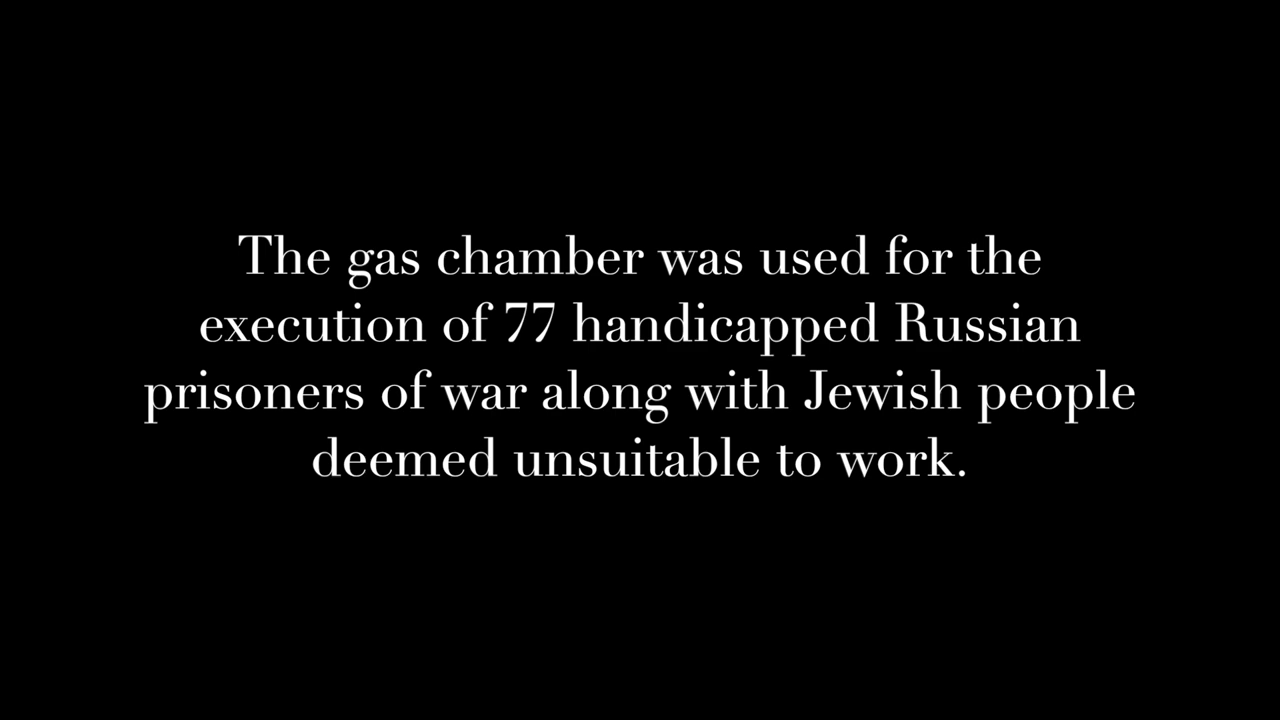 The gas chamber was used for the
execution of 77 handicapped Russian
prisoners of war along with Jewish people
deemed unsuitable to work.